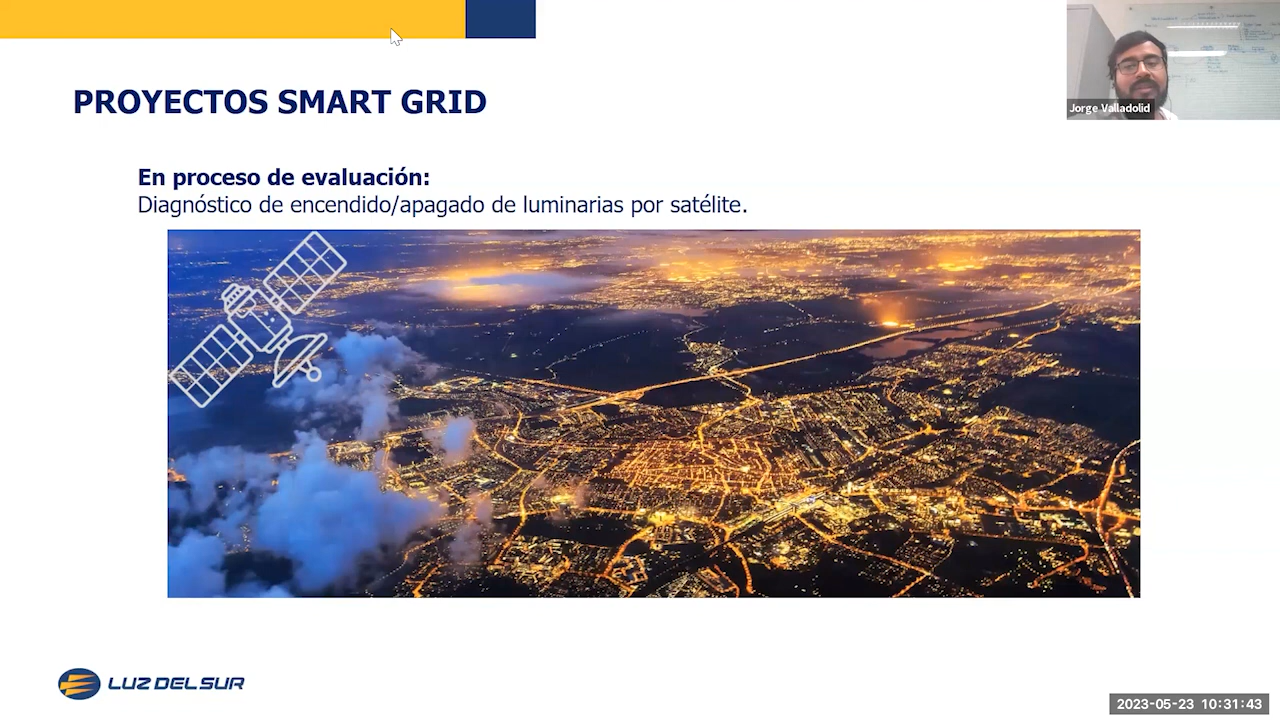 PROYECTOS SMART GRID
Jorge Valladolid
En proceso de evaluación:
Diagnóstico de encendido/apagado de luminarias por satélite.
LUZ DEL SUR
2023-05-23 10:31:43